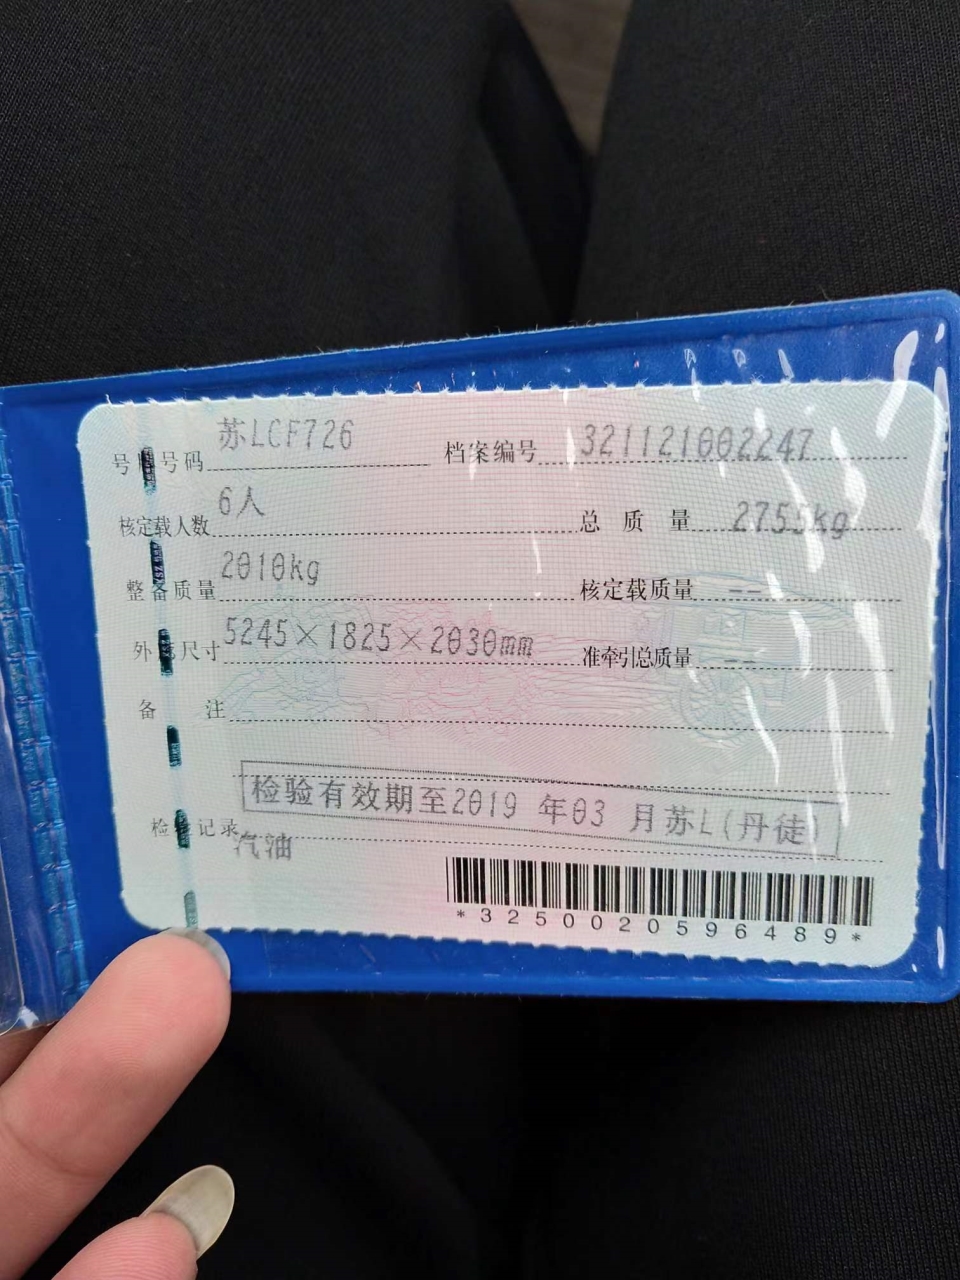 号牌号码 苏LCF726 档案编号 321121002247
核定载人数 6人 总质量 2755kg
整备质量 2010kg 核定载质量 --
外廓尺寸 5245×1825×2030mm 准牵引总质量 --
备注
检验有效期至2019年03月苏L(丹徒)
检验记录
汽油
*3250020596489*